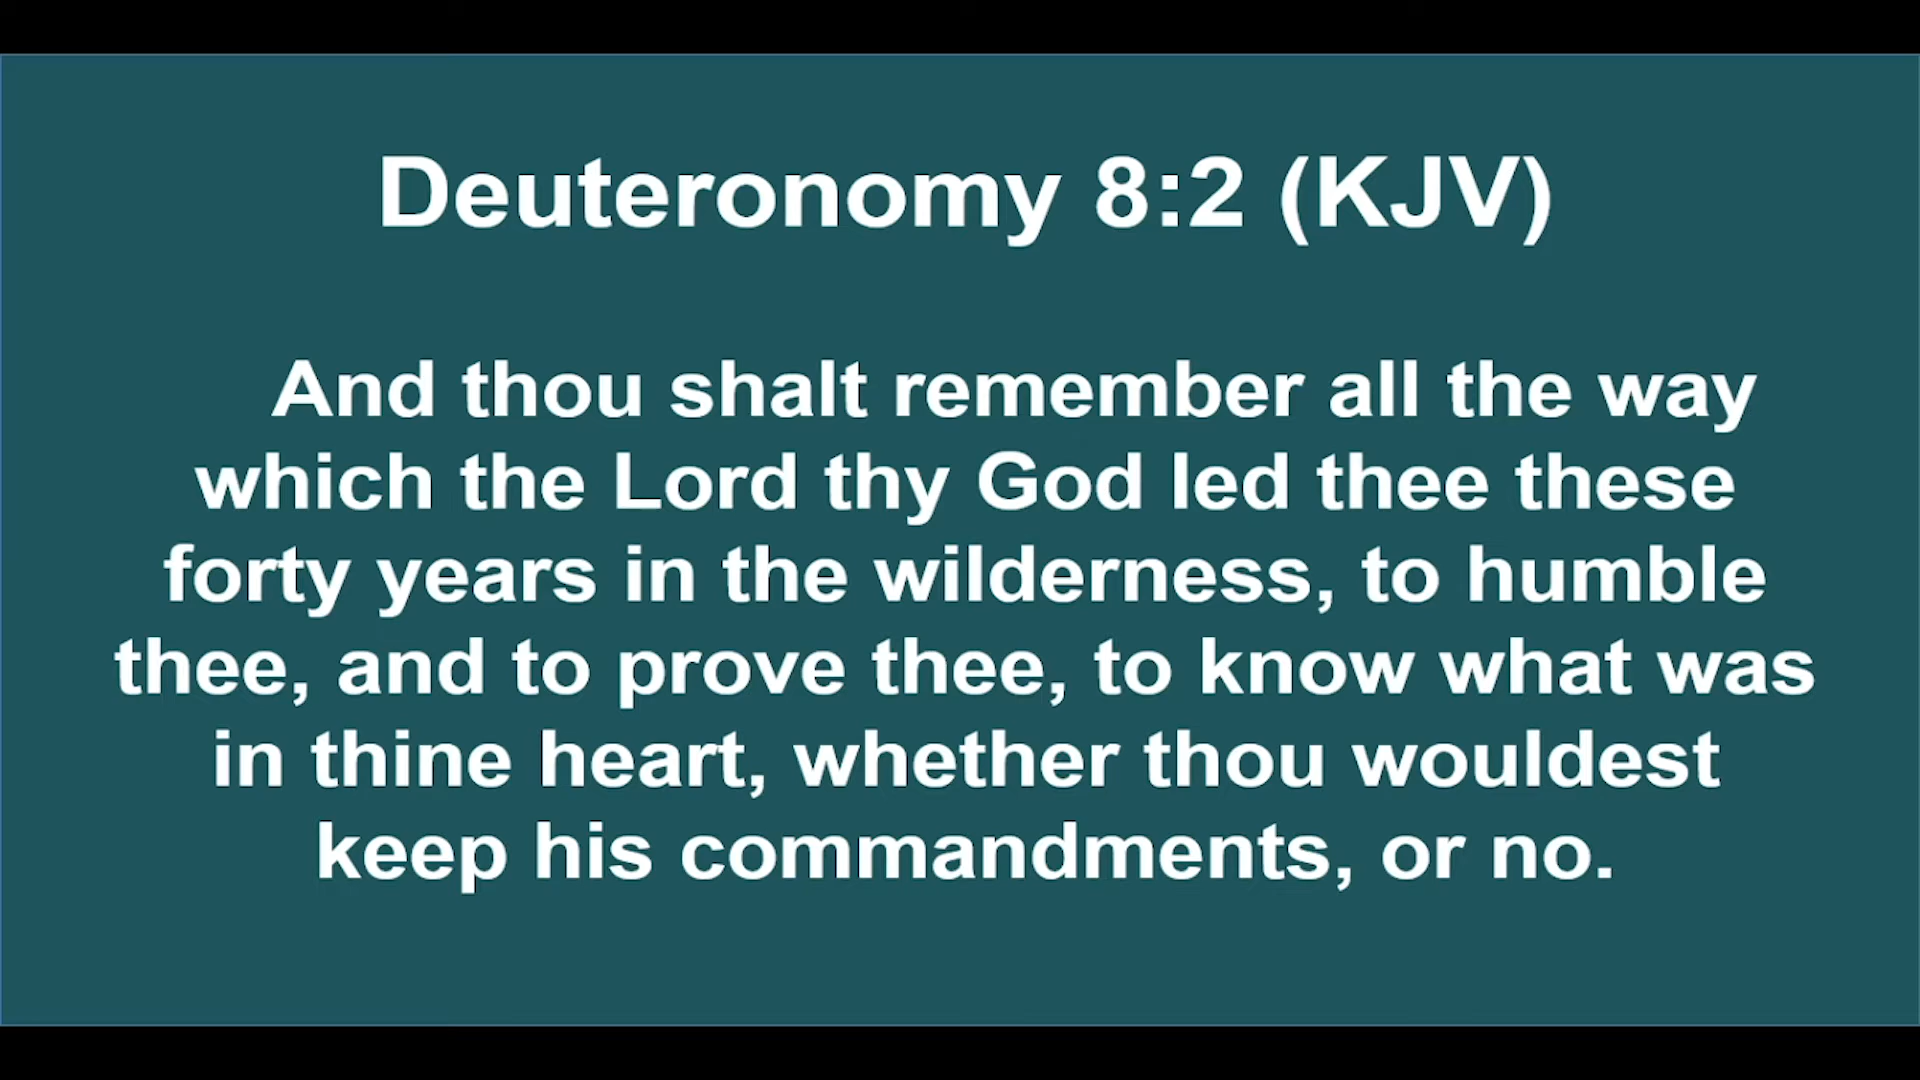 Deuteronomy 8:2 (KJV)
And thou shalt remember all the way
which the Lord thy God led thee these
forty years in the wilderness, to humble
thee, and to prove thee, to know what was
in thine heart, whether thou wouldest
keep his commandments, or no.